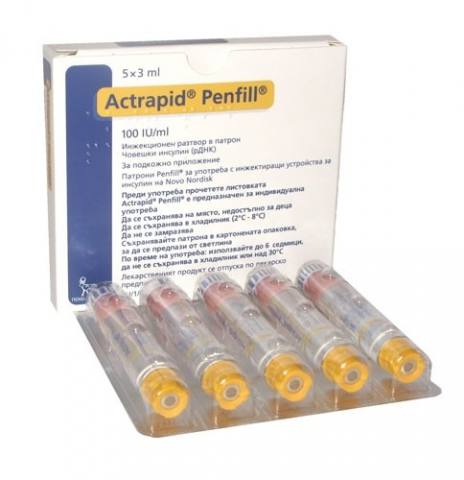 5×3 ml
Actrapid® Penfill®
100 IU/ml
Инжекционен разтвор в патрон
Човешки инсулин (рДНК)
За подкожно приложение
Патрони Penfill® за употреба с инжектиращи устройства за
инсулин на Novo Nordisk
Преди употреба прочетете листовката
Actrapid® Penfill® е предназначен за индивидуална
употреба
Да се съхранява на място, недостъпно за деца
Да се съхранява в хладилник (2°C - 8°C)
Да не се замразява
Съхранявайте патрона в картонената опаковка,
за да се предпази от светлина
По време на употреба: използвайте до 6 седмици,
да не се съхранява в хладилник или над 30°C
Лекарственият продукт се отпуска по лекарско